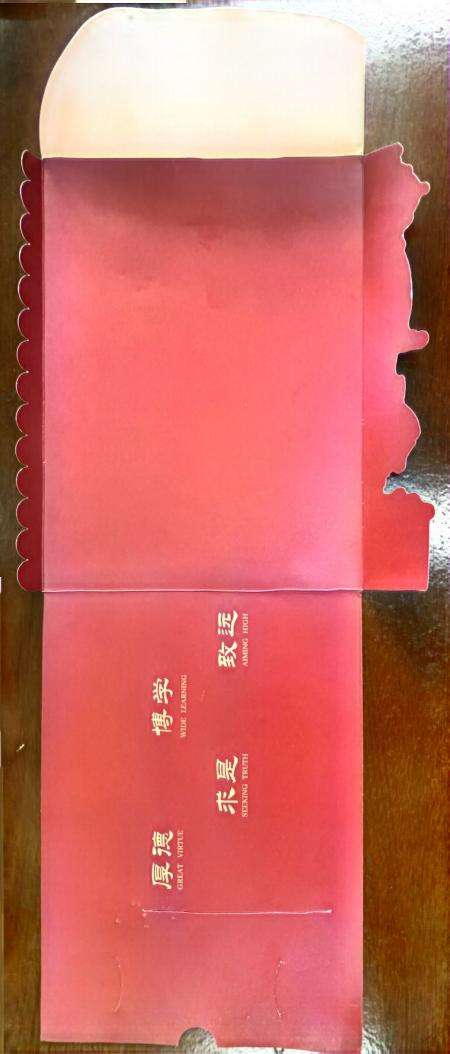 厚德
GREAT VIRTUE
博学
WIDE LEARNING
求是
SEEKING TRUTH
致远
AIMING HIGH